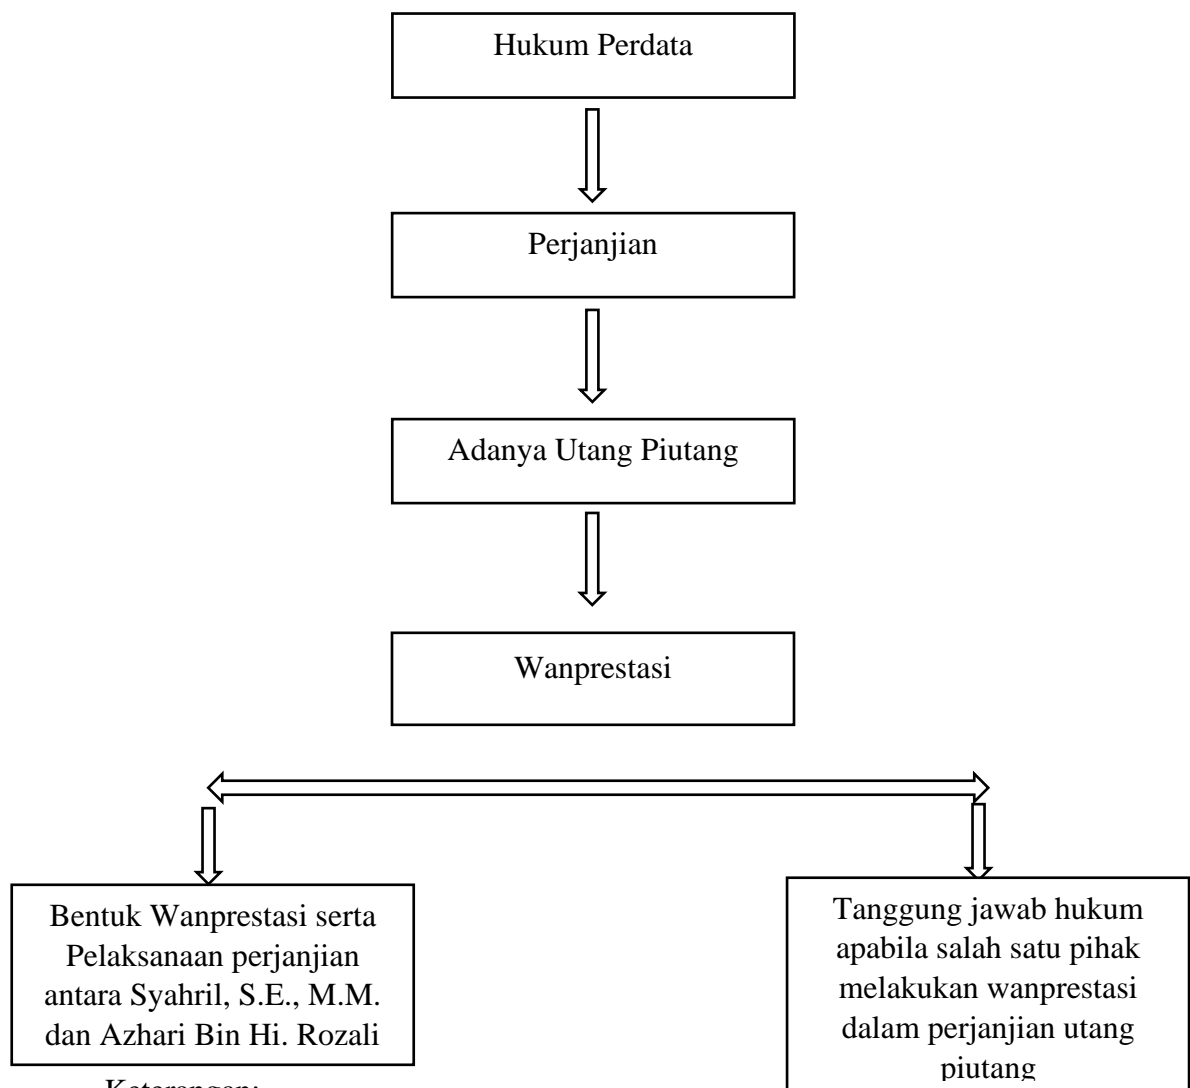 Hukum Perdata
Perjanjian
Adanya Utang Piutang
Wanprestasi
Bentuk Wanprestasi serta
Pelaksanaan perjanjian
antara Syahril, S.E., M.M.
dan Azhari Bin Hi. Rozali
Tanggung jawab hukum
apabila salah satu pihak
melakukan wanprestasi
dalam perjanjian utang
piutang
Keterangan: